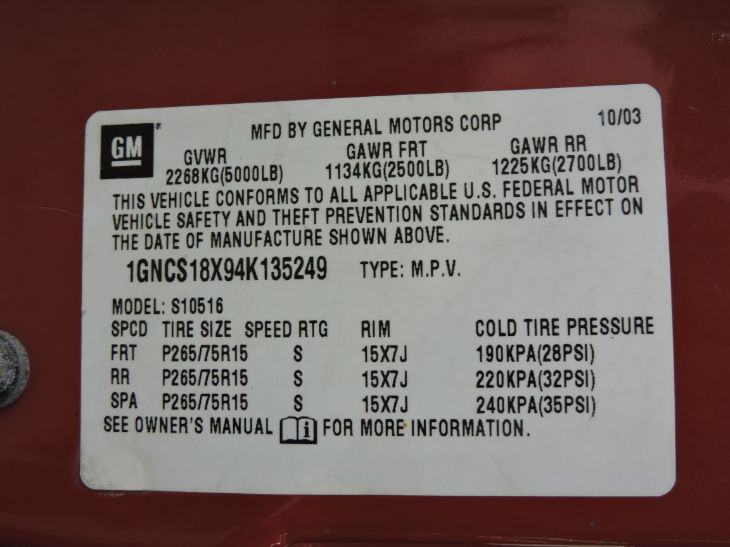 GM
MFD BY GENERAL MOTORS CORP 10/03
GVWR GAWR FRT GAWR RR
2268KG(5000LB) 1134KG(2500LB) 1225KG(2700LB)
THIS VEHICLE CONFORMS TO ALL APPLICABLE U.S. FEDERAL MOTOR
VEHICLE SAFETY AND THEFT PREVENTION STANDARDS IN EFFECT ON
THE DATE OF MANUFACTURE SHOWN ABOVE.
1GNCS18X94K135249 TYPE: M.P.V.
MODEL: S10516
SPCD TIRE SIZE SPEED RTG RIM COLD TIRE PRESSURE
FRT P265/75R15 S 15X7J 190KPA(28PSI)
RR P265/75R15 S 15X7J 220KPA(32PSI)
SPA P265/75R15 S 15X7J 240KPA(35PSI)
SEE OWNER'S MANUAL i FOR MORE INFORMATION.